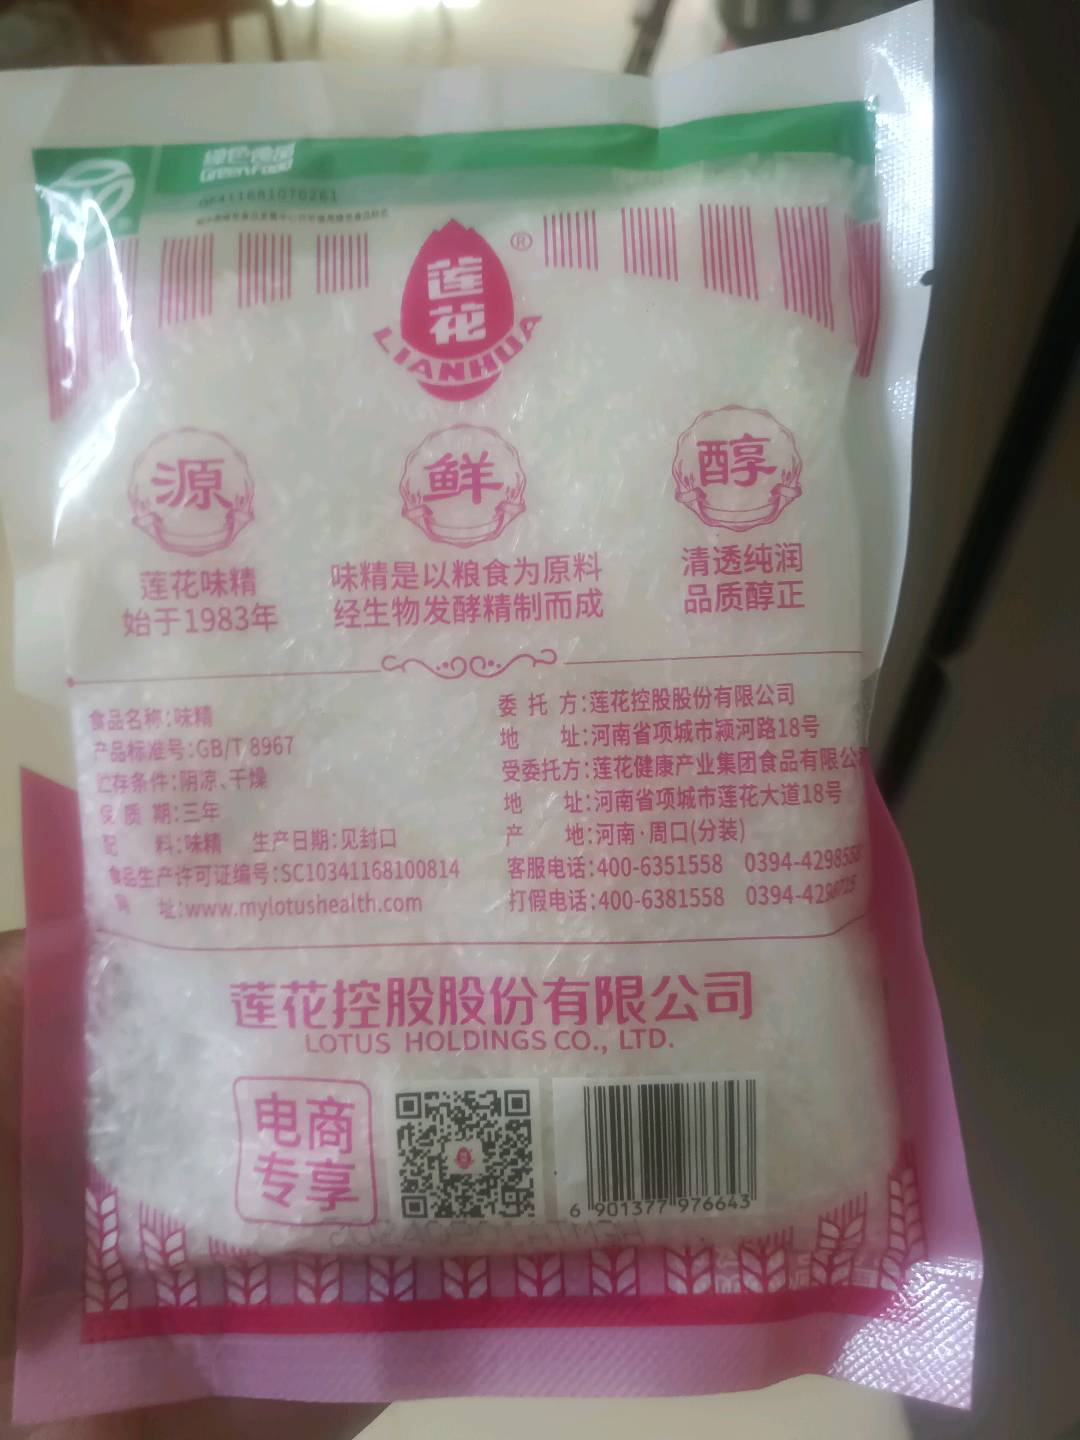 绿色食品
GreenFood
莲花
®
LIANHUA
源
鲜
醇
莲花味精
始于1983年
味精是以粮食为原料
经生物发酵精制而成
清透纯润
品质醇正
食品名称:味精
产品标准号:GB/T 8967
贮存条件:阴凉、干燥
保 质 期:三年
配 料:味精 生产日期:见封口
食品生产许可证编号:SC10341168100814
网 址:www.mylotushealth.com
委 托 方:莲花控股股份有限公司
地 址:河南省项城市颍河路18号
受委托方:莲花健康产业集团食品有限公
地 址:河南省项城市莲花大道18号
产 地:河南·周口(分装)
客服电话:400-6351558
打假电话:400-6381558
莲花控股股份有限公司
LOTUS HOLDINGS CO., LTD.
电商
专享
6 901377 976643